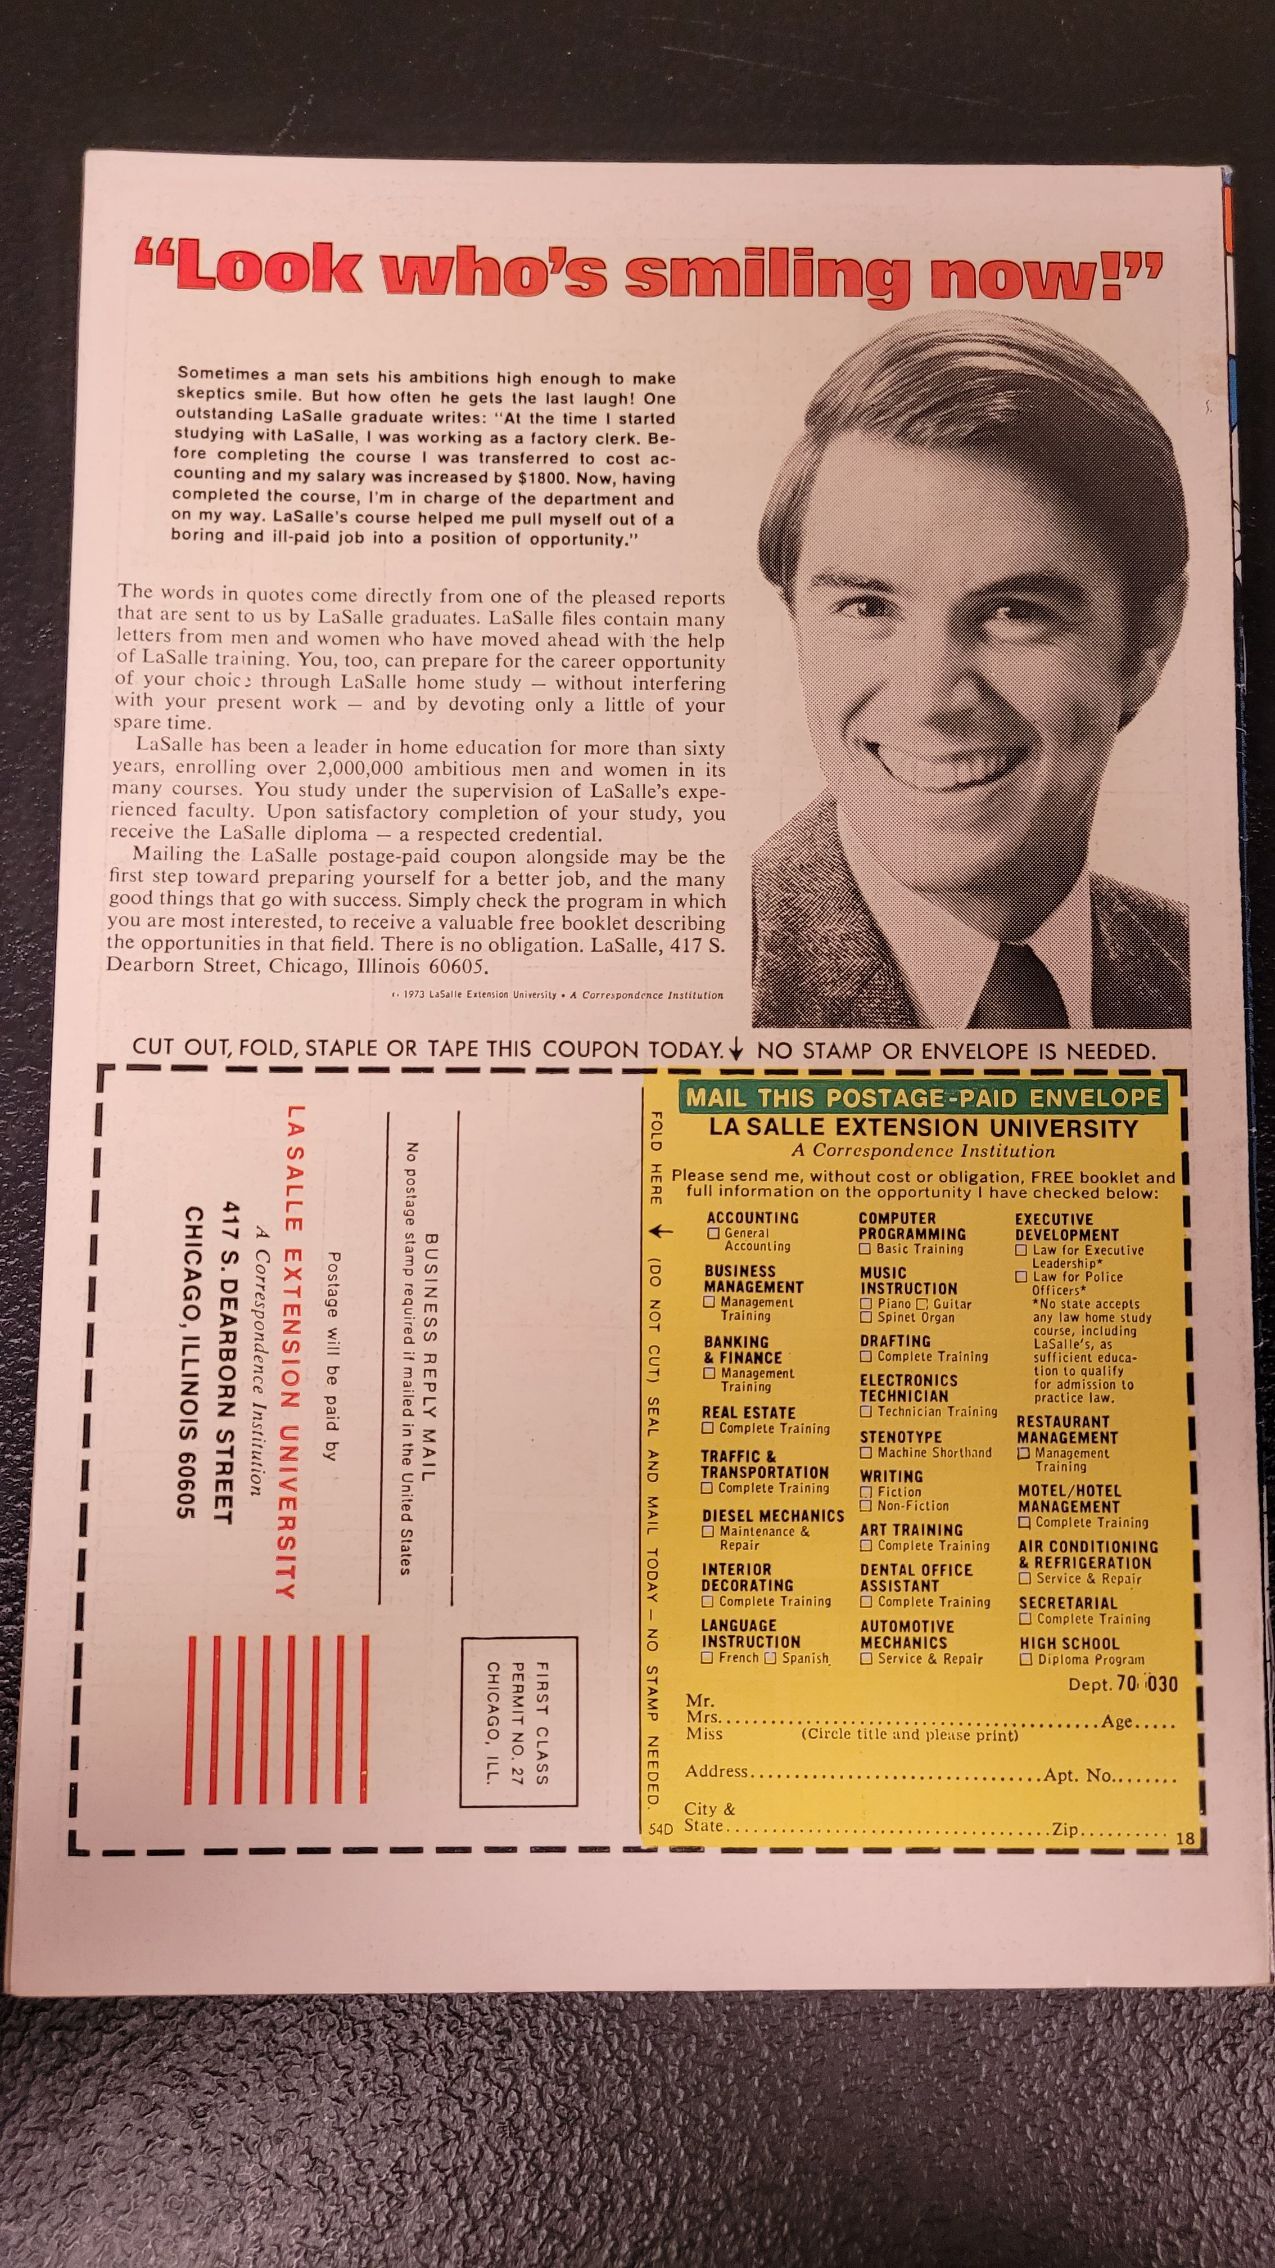 “Look who’s smiling now!”
Sometimes a man sets his ambitions high enough to make
skeptics smile. But how often he gets the last laugh! One
outstanding LaSalle graduate writes: “At the time I started
studying with LaSalle, I was working as a factory clerk. Be-
fore completing the course I was transferred to cost ac-
counting and my salary was increased by $1800. Now, having
completed the course, I’m in charge of the department and
on my way. LaSalle’s course helped me pull myself out of a
boring and ill-paid job into a position of opportunity.”
The words in quotes come directly from one of the pleased reports
that are sent to us by LaSalle graduates. LaSalle files contain many
letters from men and women who have moved ahead with the help
of LaSalle training. You, too, can prepare for the career opportunity
of your choice through LaSalle home study — without interfering
with your present work — and by devoting only a little of your
spare time.
LaSalle has been a leader in home education for more than sixty
years, enrolling over 2,000,000 ambitious men and women in its
many courses. You study under the supervision of LaSalle’s expe-
rienced faculty. Upon satisfactory completion of your study, you
receive the LaSalle diploma — a respected credential.
Mailing the LaSalle postage-paid coupon alongside may be the
first step toward preparing yourself for a better job, and the many
good things that go with success. Simply check the program in which
you are most interested, to receive a valuable free booklet describing
the opportunities in that field. There is no obligation. LaSalle, 417 S.
Dearborn Street, Chicago, Illinois 60605.
1973 LaSalle Extension University • A Correspondence Institution
CUT OUT, FOLD, STAPLE OR TAPE THIS COUPON TODAY.↓ NO STAMP OR ENVELOPE IS NEEDED.
FIRST CLASS
PERMIT NO. 27
CHICAGO, ILL.
BUSINESS REPLY MAIL
No postage stamp required if mailed in the United States
Postage will be paid by
LA SALLE EXTENSION UNIVERSITY
A Correspondence Institution
417 S. DEARBORN STREET
CHICAGO, ILLINOIS 60605
FOLD HERE ↓ (DO NOT CUT) SEAL AND MAIL TODAY — NO STAMP NEEDED.
54D
MAIL THIS POSTAGE-PAID ENVELOPE
LA SALLE EXTENSION UNIVERSITY
A Correspondence Institution
Please send me, without cost or obligation, FREE booklet and
full information on the opportunity I have checked below:
ACCOUNTING
☐ General
Accounting
BUSINESS
MANAGEMENT
☐ Management
Training
BANKING
& FINANCE
☐ Management
Training
REAL ESTATE
☐ Complete Training
TRAFFIC &
TRANSPORTATION
☐ Complete Training
DIESEL MECHANICS
☐ Maintenance &
Repair
INTERIOR
DECORATING
☐ Complete Training
LANGUAGE
INSTRUCTION
☐ French ☐ Spanish
COMPUTER
PROGRAMMING
☐ Basic Training
MUSIC
INSTRUCTION
☐ Piano ☐ Guitar
☐ Spinet Organ
DRAFTING
☐ Complete Training
ELECTRONICS
TECHNICIAN
☐ Technician Training
STENOTYPE
☐ Machine Shorthand
WRITING
☐ Fiction
☐ Non-Fiction
ART TRAINING
☐ Complete Training
DENTAL OFFICE
ASSISTANT
☐ Complete Training
AUTOMOTIVE
MECHANICS
☐ Service & Repair
EXECUTIVE
DEVELOPMENT
☐ Law for Executive
Leadership*
☐ Law for Police
Officers*
*No state accepts
any law home study
course, including
LaSalle’s, as
sufficient educa-
tion to qualify
for admission to
practice law.
RESTAURANT
MANAGEMENT
☐ Management
Training
MOTEL/HOTEL
MANAGEMENT
☐ Complete Training
AIR CONDITIONING
& REFRIGERATION
☐ Service & Repair
SECRETARIAL
☐ Complete Training
HIGH SCHOOL
☐ Diploma Program
Dept. 70-030
Mr.
Mrs. Age
Miss (Circle title and please print)
Address Apt. No.
City &
State Zip
18